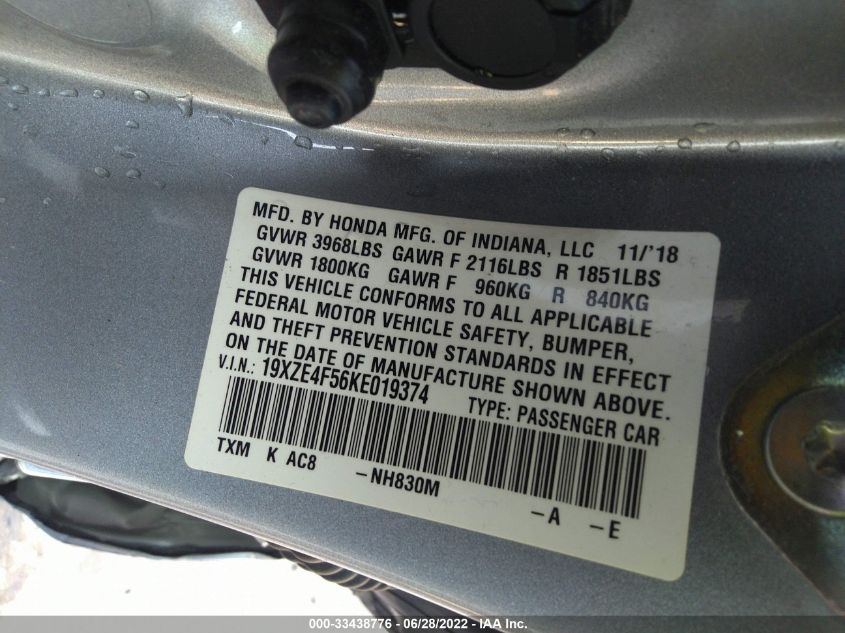 MFD. BY HONDA MFG. OF INDIANA, LLC 11/'18
GVWR 3968LBS GAWR F 2116LBS R 1851LBS
GVWR 1800KG GAWR F 960KG R 840KG
THIS VEHICLE CONFORMS TO ALL APPLICABLE
FEDERAL MOTOR VEHICLE SAFETY, BUMPER,
AND THEFT PREVENTION STANDARDS IN EFFECT
ON THE DATE OF MANUFACTURE SHOWN ABOVE.
V.I.N.: 19XZE4F56KE019374 TYPE: PASSENGER CAR
TXM K AC8 -NH830M -A -E
000-33438776 - 06/28/2022 - IAA Inc.